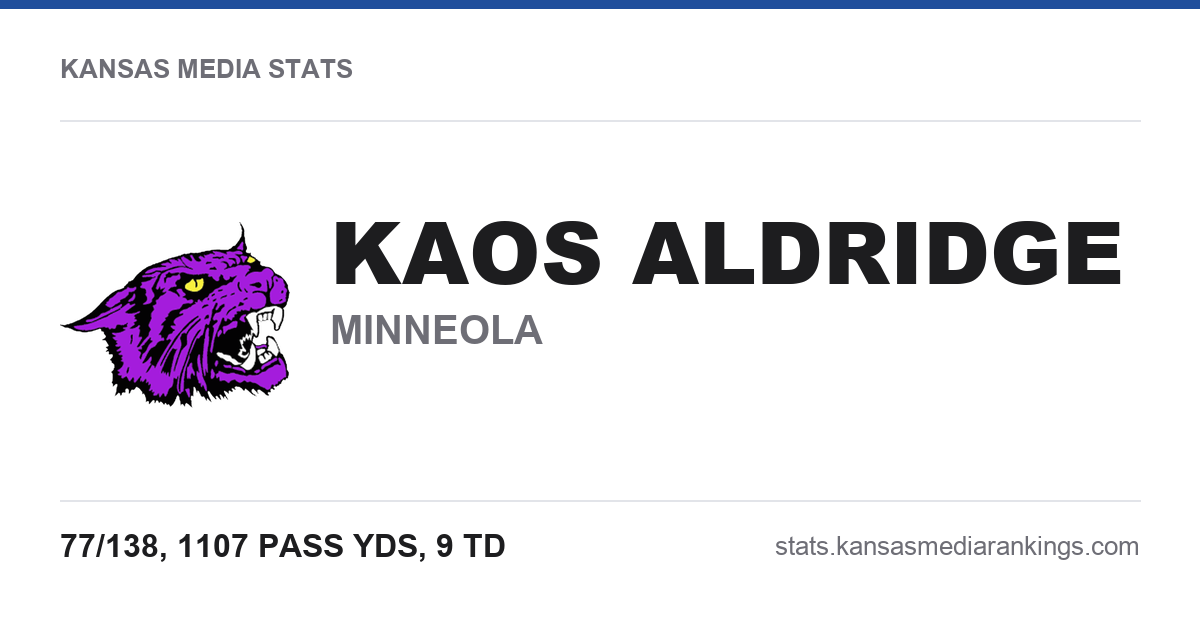 KANSAS MEDIA STATS
KAOS ALDRIDGE
MINNEOLA
77/138, 1107 PASS YDS, 9 TD
stats.kansasmediarankings.com